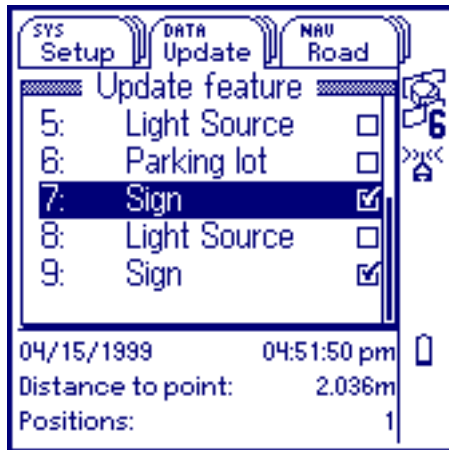 SYS DATA NAV
Setup Update Road
Update feature
5: Light Source
6: Parking lot
7: Sign
8: Light Source
9: Sign
6
04/15/1999 04:51:50 pm
Distance to point: 2.036m
Positions: 1